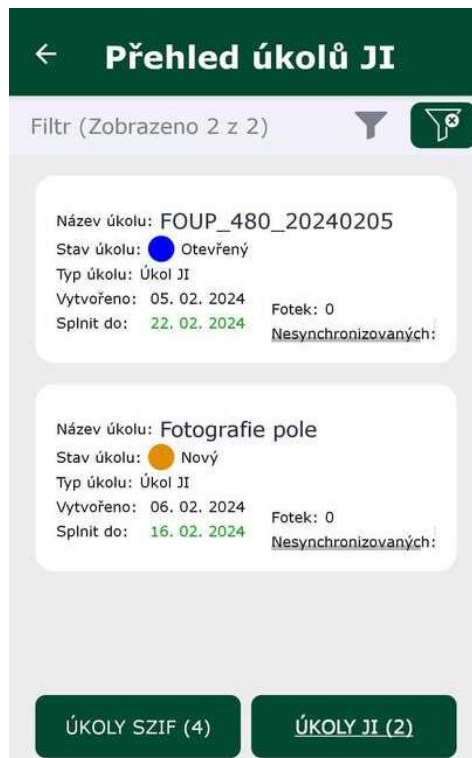 Přehled úkolů JI
Filtr (Zobrazeno 2 z 2)
Název úkolu: FOUP_480_20240205
Stav úkolu: Otevřený
Typ úkolu: Úkol JI
Vytvořeno: 05. 02. 2024
Splnit do: 22. 02. 2024
Fotek: 0
Nesynchronizovaných:
Název úkolu: Fotografie pole
Stav úkolu: Nový
Typ úkolu: Úkol JI
Vytvořeno: 06. 02. 2024
Splnit do: 16. 02. 2024
Fotek: 0
Nesynchronizovaných:
ÚKOLY SZIF (4)
ÚKOLY JI (2)